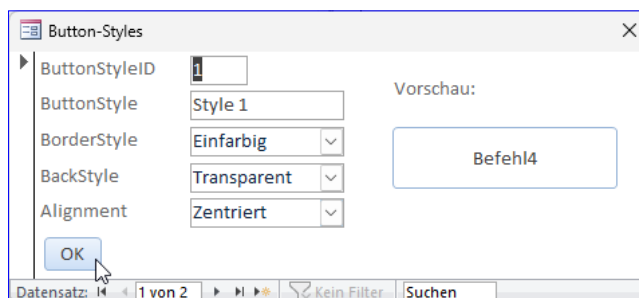 Button-Styles
ButtonStyleID 1
Vorschau:
ButtonStyle Style 1
BorderStyle Einfarbig
Befehl4
BackStyle Transparent
Alignment Zentriert
OK
Datensatz: 1 von 2 Kein Filter Suchen